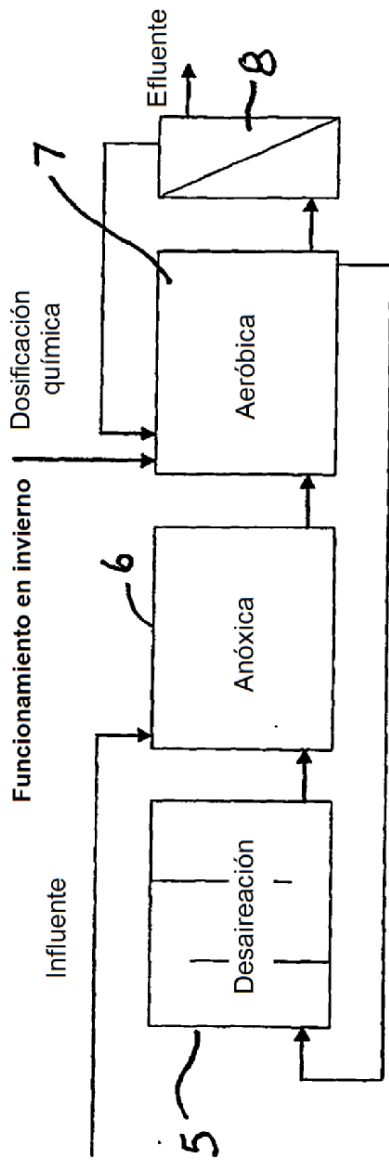 Funcionamiento en invierno
Influente
Dosificación
química
Efluente
5
Desaireación
6
Anóxica
7
Aeróbica
8